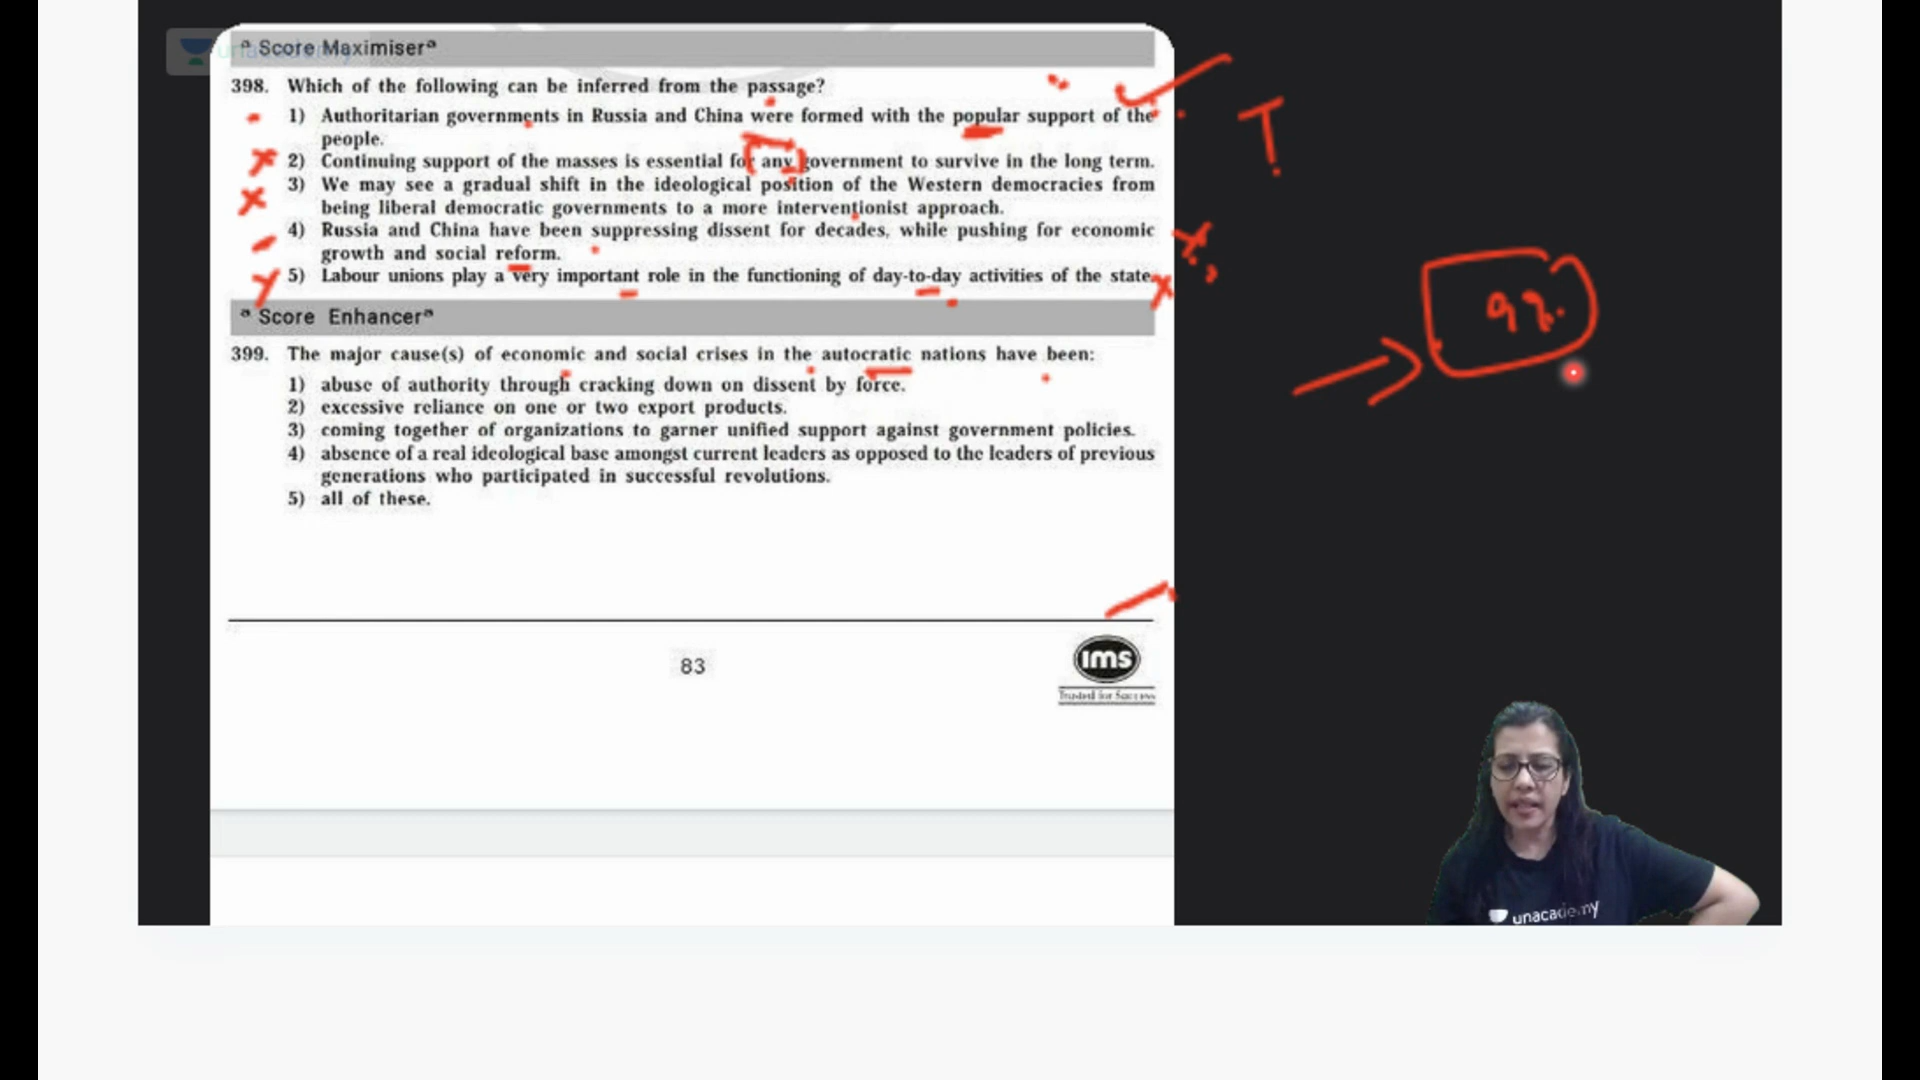 ª Score Maximiserª
398. Which of the following can be inferred from the passage?
1) Authoritarian governments in Russia and China were formed with the popular support of the
people.
2) Continuing support of the masses is essential for any government to survive in the long term.
3) We may see a gradual shift in the ideological position of the Western democracies from
being liberal democratic governments to a more interventionist approach.
4) Russia and China have been suppressing dissent for decades, while pushing for economic
growth and social reform.
5) Labour unions play a very important role in the functioning of day-to-day activities of the state.
ª Score Enhancerª
399. The major cause(s) of economic and social crises in the autocratic nations have been:
1) abuse of authority through cracking down on dissent by force.
2) excessive reliance on one or two export products.
3) coming together of organizations to garner unified support against government policies.
4) absence of a real ideological base amongst current leaders as opposed to the leaders of previous
generations who participated in successful revolutions.
5) all of these.
83
ims
Trusted for Success
T
unacademy